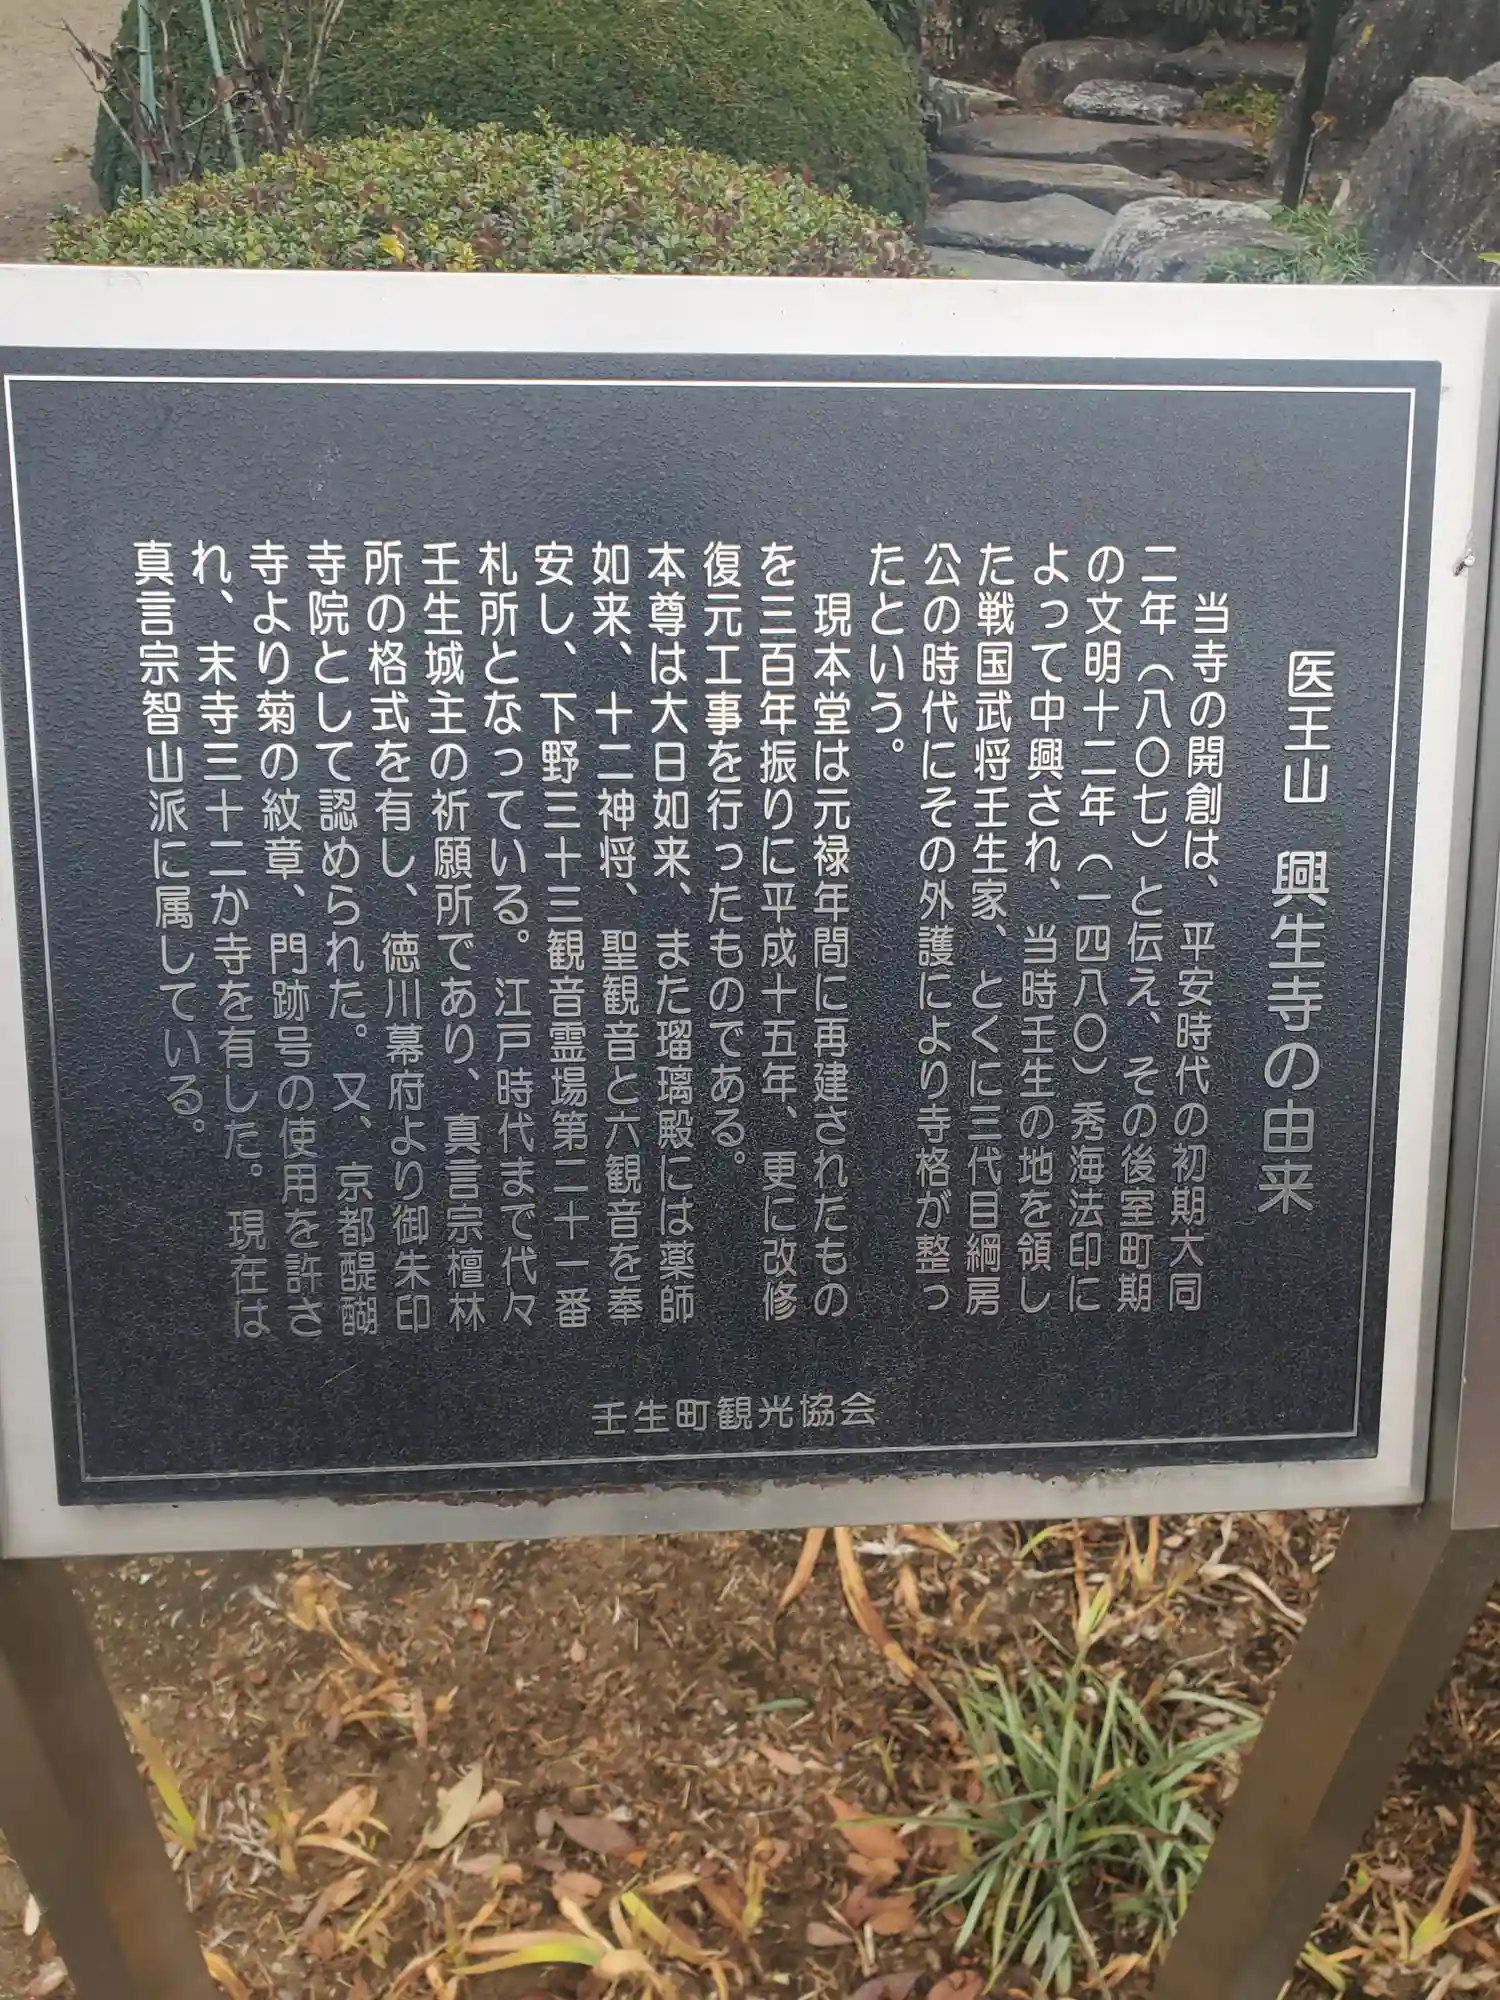 医王山 興生寺の由来
当寺の開創は、平安時代の初期大同
二年（八〇七）と伝え、その後室町期
の文明十二年（一四八〇）秀海法印に
よって中興され、当時壬生の地を領し
た戦国武将壬生家、とくに三代目綱房
公の時代にその外護により寺格が整っ
たという。
現本堂は元禄年間に再建されたもの
を三百年振りに平成十五年、更に改修
復元工事を行ったものである。
本尊は大日如来、また瑠璃殿には薬師
如来、十二神将、聖観音と六観音を奉
安し、下野三十三観音霊場第二十一番
札所となっている。江戸時代まで代々
壬生城主の祈願所であり、真言宗檀林
所の格式を有し、徳川幕府より御朱印
寺院として認められた。又、京都醍醐
寺より菊の紋章、門跡号の使用を許さ
れ、末寺三十二か寺を有した。現在は
真言宗智山派に属している。
壬生町観光協会